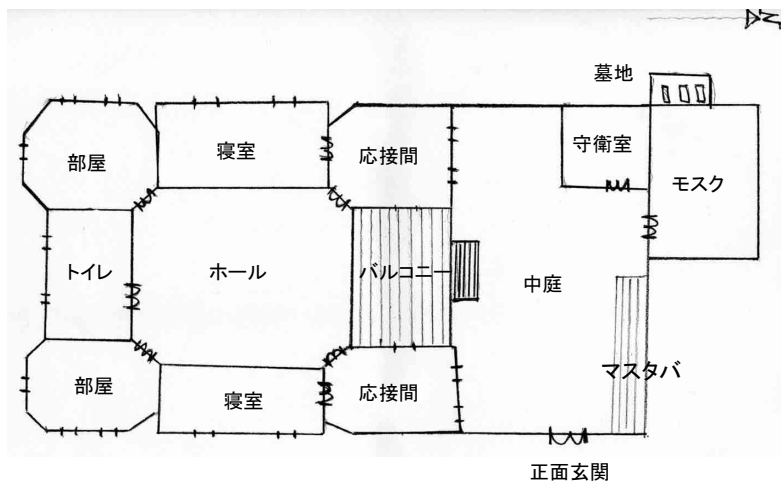 N
墓地
守衛室
部屋
寝室
応接間
モスク
トイレ
ホール
バルコニー
中庭
マスタバ
部屋
寝室
応接間
正面玄関